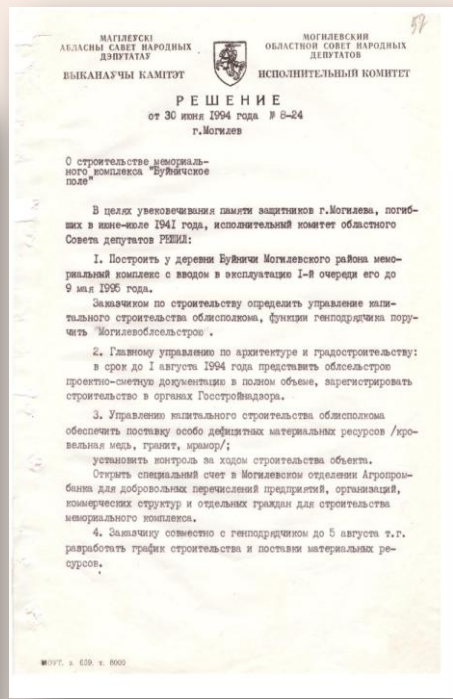 57
МАГІЛЕЎСКІ
АБЛАСНЫ САВЕТ НАРОДНЫХ
ДЭПУТАТАЎ
ВЫКАНАЎЧЫ КАМІТЭТ
МОГИЛЕВСКИЙ
ОБЛАСТНОЙ СОВЕТ НАРОДНЫХ
ДЕПУТАТОВ
ИСПОЛНИТЕЛЬНЫЙ КОМИТЕТ
РЕШЕНИЕ
от 30 июня 1994 года № 8-24
г.Могилев
О строительстве мемориаль-
ного комплекса "Буйничское
поле"
В целях увековечивания памяти защитников г.Могилева, погиб-
ших в июне-июле 1941 года, исполнительный комитет областного
Совета депутатов РЕШИЛ:
I. Построить у деревни Буйничи Могилевского района мемо-
риальный комплекс с вводом в эксплуатацию I-й очереди его до
9 мая 1995 года.
Заказчиком по строительству определить управление капи-
тального строительства облисполкома, функции генподрядчика пору-
чить Могилевоблсельстрою .
2. Главному управлению по архитектуре и градостроительству:
в срок до I августа 1994 года представить облсельстрою
проектно-сметную документацию в полном объеме, зарегистрировать
строительство в органах Госстройнадзора.
3. Управлению капитального строительства облисполкома
обеспечить поставку особо дефицитных материальных ресурсов /кро-
вельная медь, гранит, мрамор/;
установить контроль за ходом строительства объекта.
Открыть специальный счет в Могилевском отделении Агропром-
банка для добровольных перечислений предприятий, организаций,
коммерческих структур и отдельных граждан для строительства
мемориального комплекса.
4. Заказчику совместно с генподрядчиком до 5 августа т.г.
разработать график строительства и поставки материальных ре-
сурсов.
МОУТ. з. 659. т. 6000